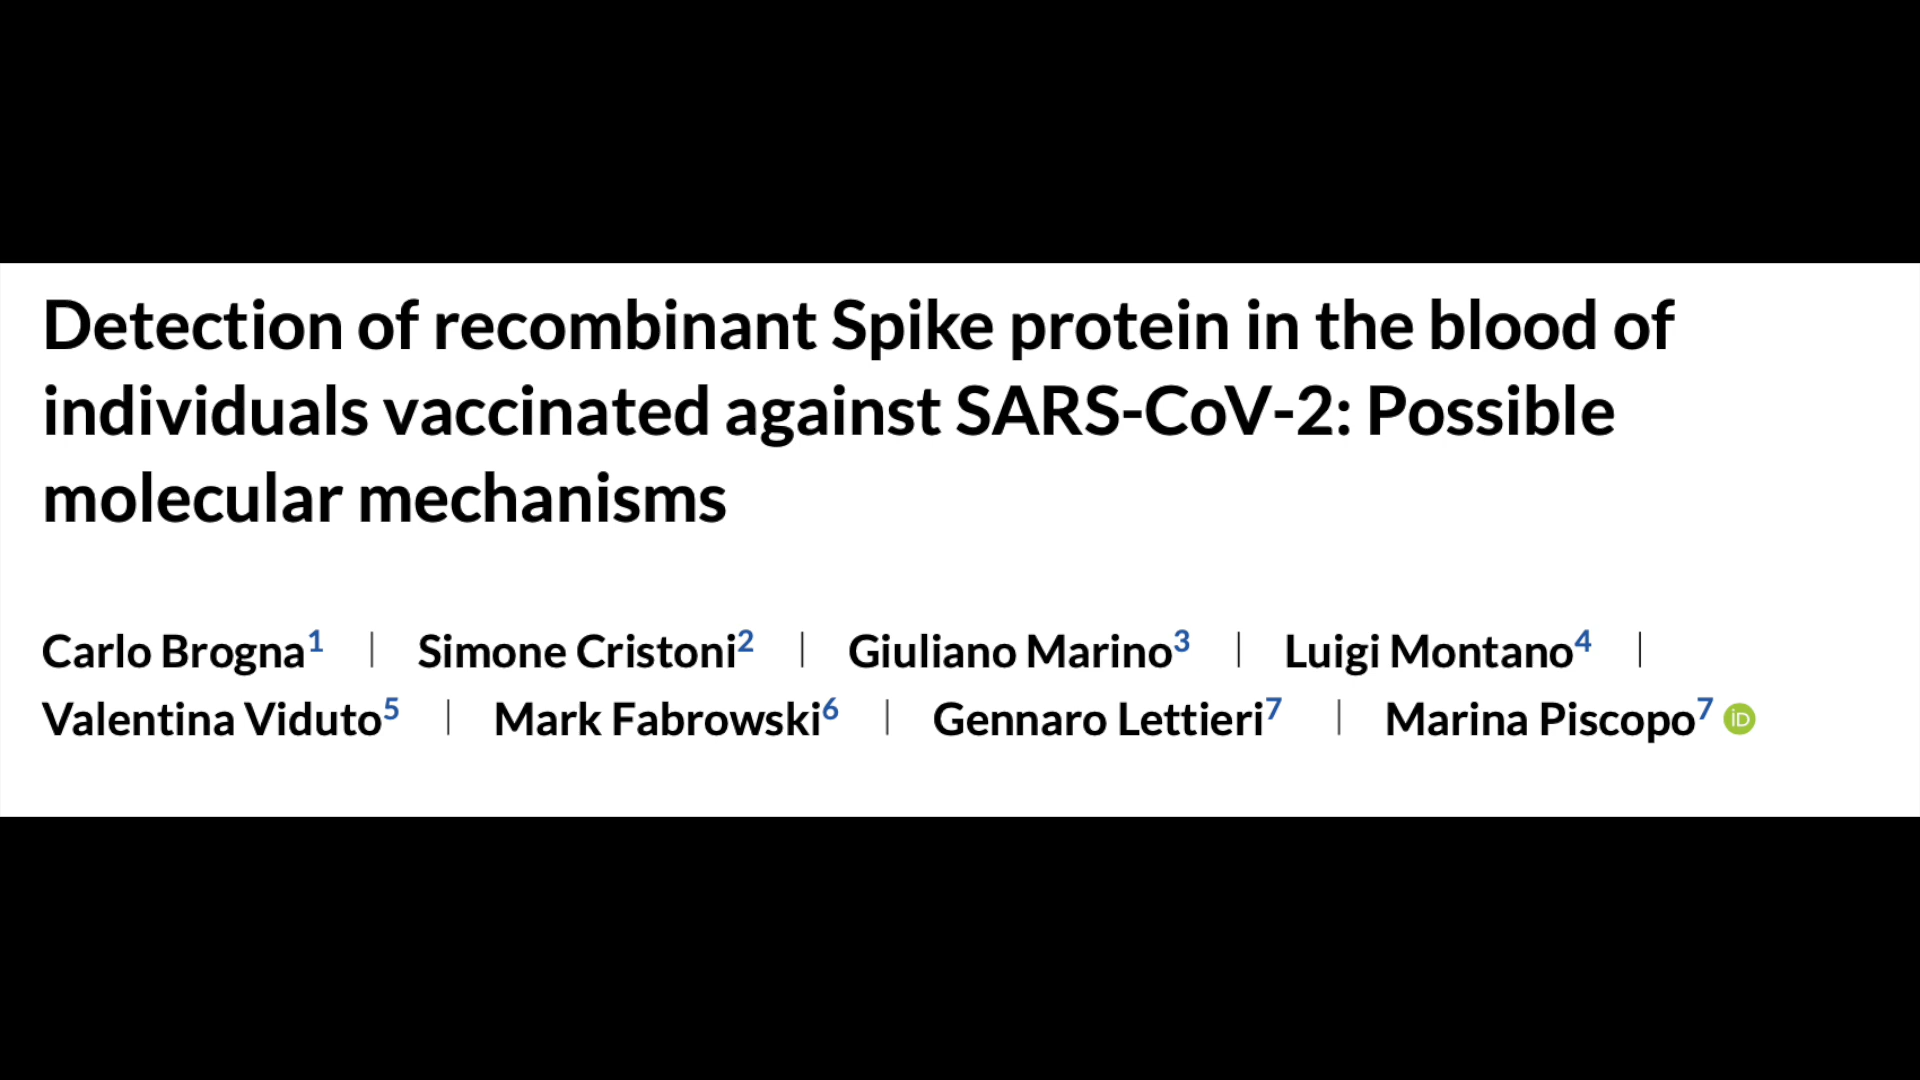 Detection of recombinant Spike protein in the blood of
individuals vaccinated against SARS-CoV-2: Possible
molecular mechanisms
Carlo Brogna1 | Simone Cristoni2 | Giuliano Marino3 | Luigi Montano4 |
Valentina Viduto5 | Mark Fabrowski6 | Gennaro Lettieri7 | Marina Piscopo7 iD